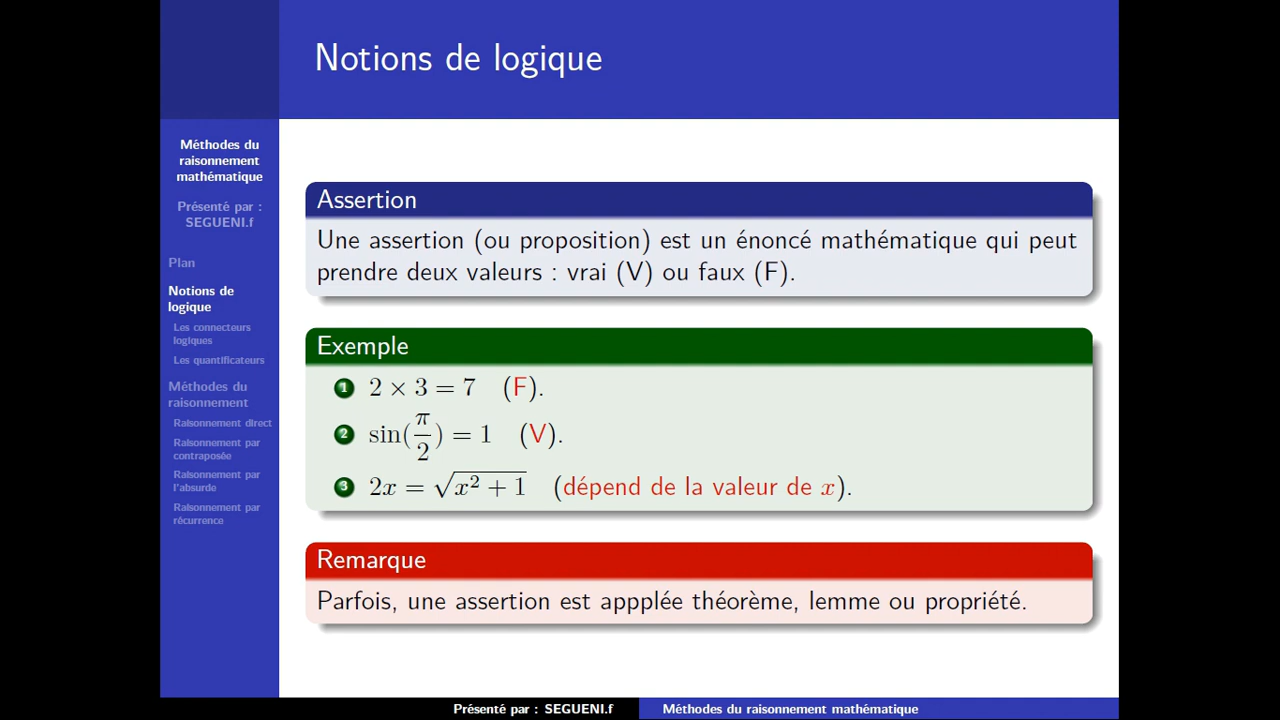 Notions de logique
Méthodes du
raisonnement
mathématique
Présenté par :
SEGUENI.f
Plan
Notions de
logique
Les connecteurs
logiques
Les quantificateurs
Méthodes du
raisonnement
Raisonnement direct
Raisonnement par
contraposée
Raisonnement par
l'absurde
Raisonnement par
récurrence
Assertion
Une assertion (ou proposition) est un énoncé mathématique qui peut
prendre deux valeurs : vrai (V) ou faux (F).
Exemple
1 2 × 3 = 7 (F).
2 sin(π/2) = 1 (V).
3 2x = √(x² + 1) (dépend de la valeur de x).
Remarque
Parfois, une assertion est appplée théorème, lemme ou propriété.
Présenté par : SEGUENI.f
Méthodes du raisonnement mathématique